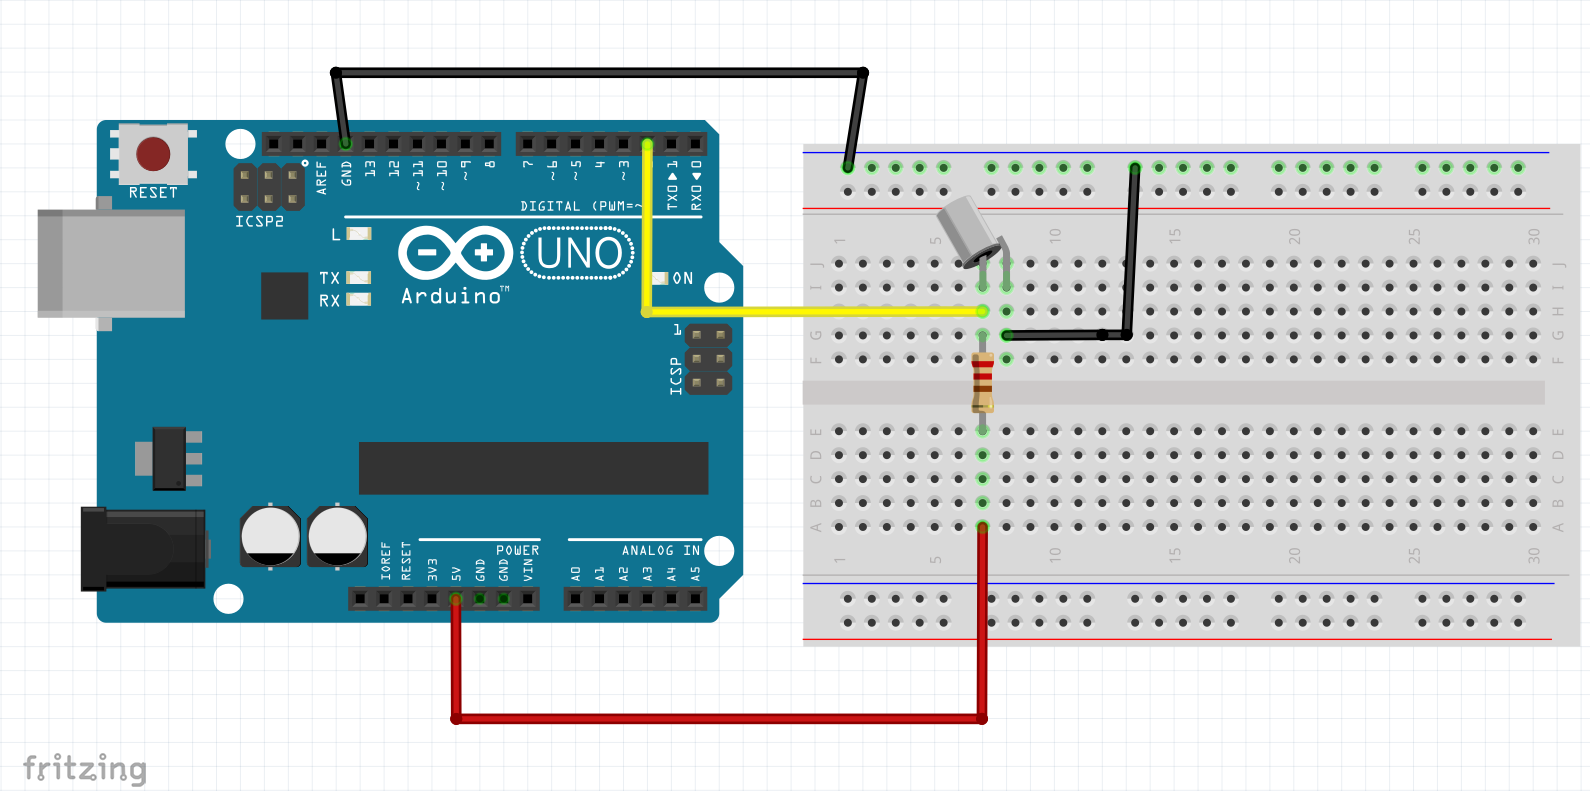 RESET
ICSP2
AREF
GND
13
12
~11
~10
~9
8
7
~6
~5
4
~3
TX0▶1
RX0◀0
DIGITAL (PWM=~
L
TX
RX
UNO
ON
Arduino™
1
ICSP
IOREF
RESET
3V3
5V
GND
GND
VIN
POWER
ANALOG IN
A0
A1
A2
A3
A4
A5
1 5 10 15 20 25 30
J J
I I
H H
G G
F F
E E
D D
C C
B B
A A
1 5 10 15 20 25 30
fritzing